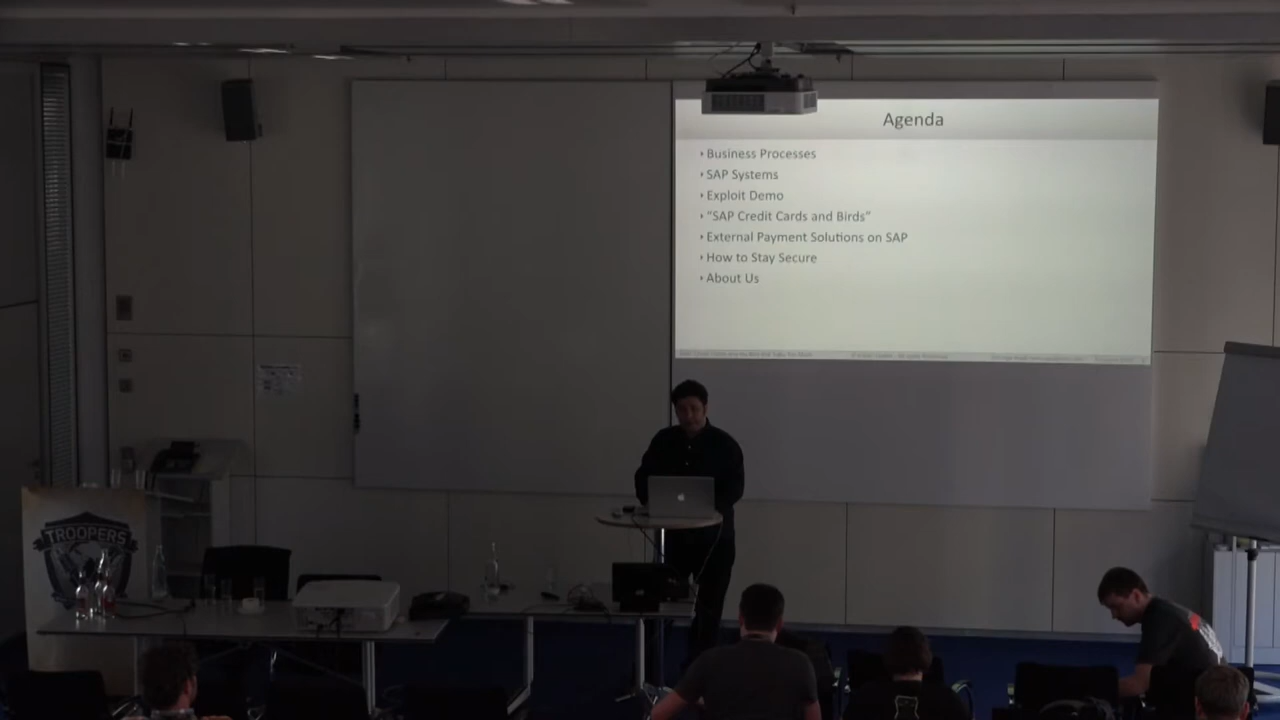 Agenda
Business Processes
SAP Systems
Exploit Demo
"SAP Credit Cards and Birds"
External Payment Solutions on SAP
How to Stay Secure
About Us
TROOPERS